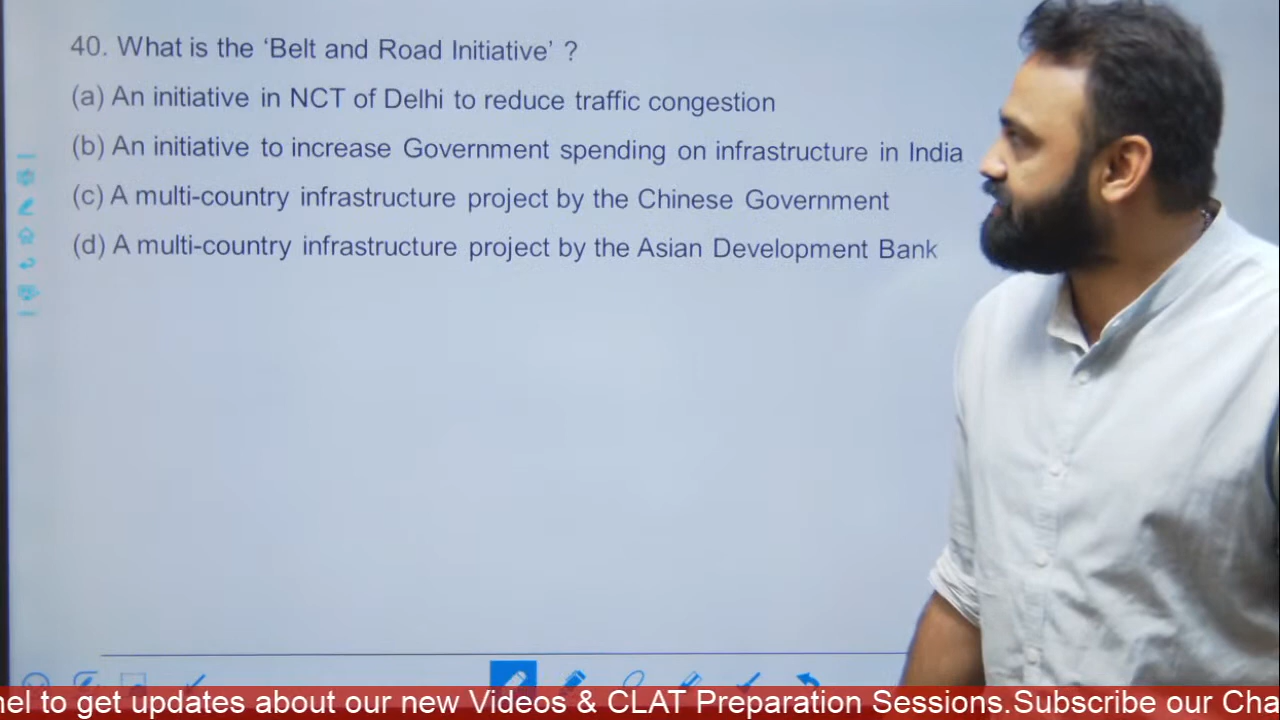 40. What is the ‘Belt and Road Initiative’ ?
(a) An initiative in NCT of Delhi to reduce traffic congestion
(b) An initiative to increase Government spending on infrastructure in India
(c) A multi-country infrastructure project by the Chinese Government
(d) A multi-country infrastructure project by the Asian Development Bank
nel to get updates about our new Videos & CLAT Preparation Sessions.Subscribe our Cha